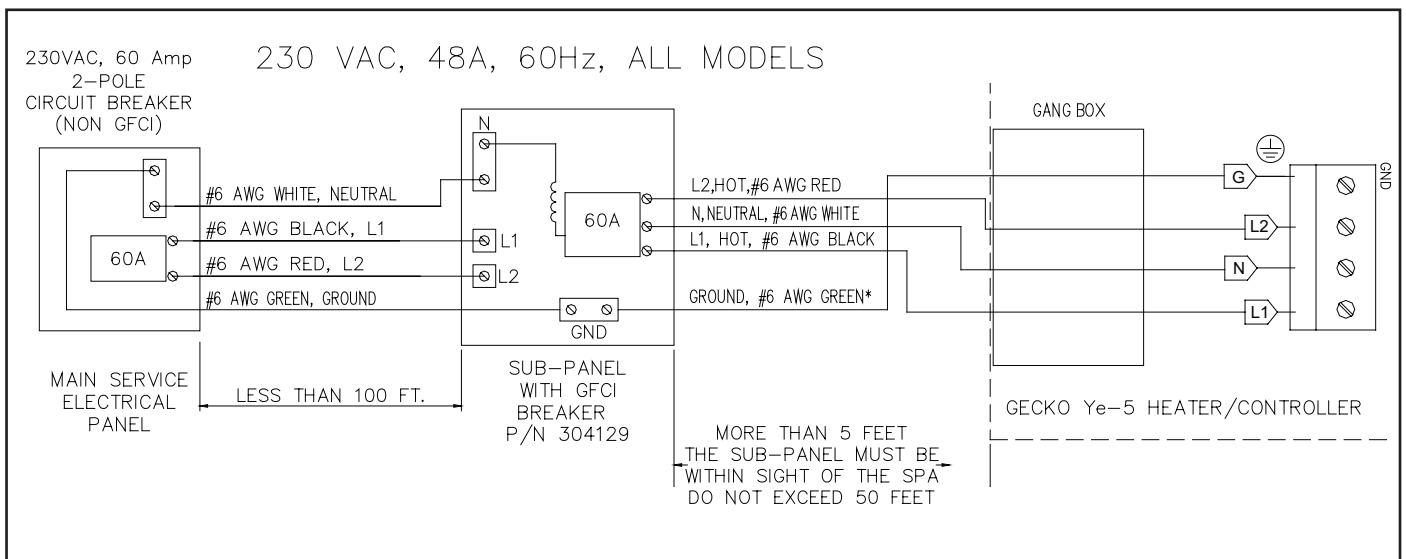 230VAC, 60 Amp
2-POLE
CIRCUIT BREAKER
(NON GFCI)
230 VAC, 48A, 60Hz, ALL MODELS
60A
MAIN SERVICE
ELECTRICAL
PANEL
#6 AWG WHITE, NEUTRAL
#6 AWG BLACK, L1
#6 AWG RED, L2
#6 AWG GREEN, GROUND
LESS THAN 100 FT.
N
L1
L2
60A
GND
SUB-PANEL
WITH GFCI
BREAKER
P/N 304129
L2,HOT,#6 AWG RED
N,NEUTRAL, #6 AWG WHITE
L1, HOT, #6 AWG BLACK
GROUND, #6 AWG GREEN*
MORE THAN 5 FEET
THE SUB-PANEL MUST BE
WITHIN SIGHT OF THE SPA
DO NOT EXCEED 50 FEET
GANG BOX
G
L2
N
L1
GND
GECKO Ye-5 HEATER/CONTROLLER